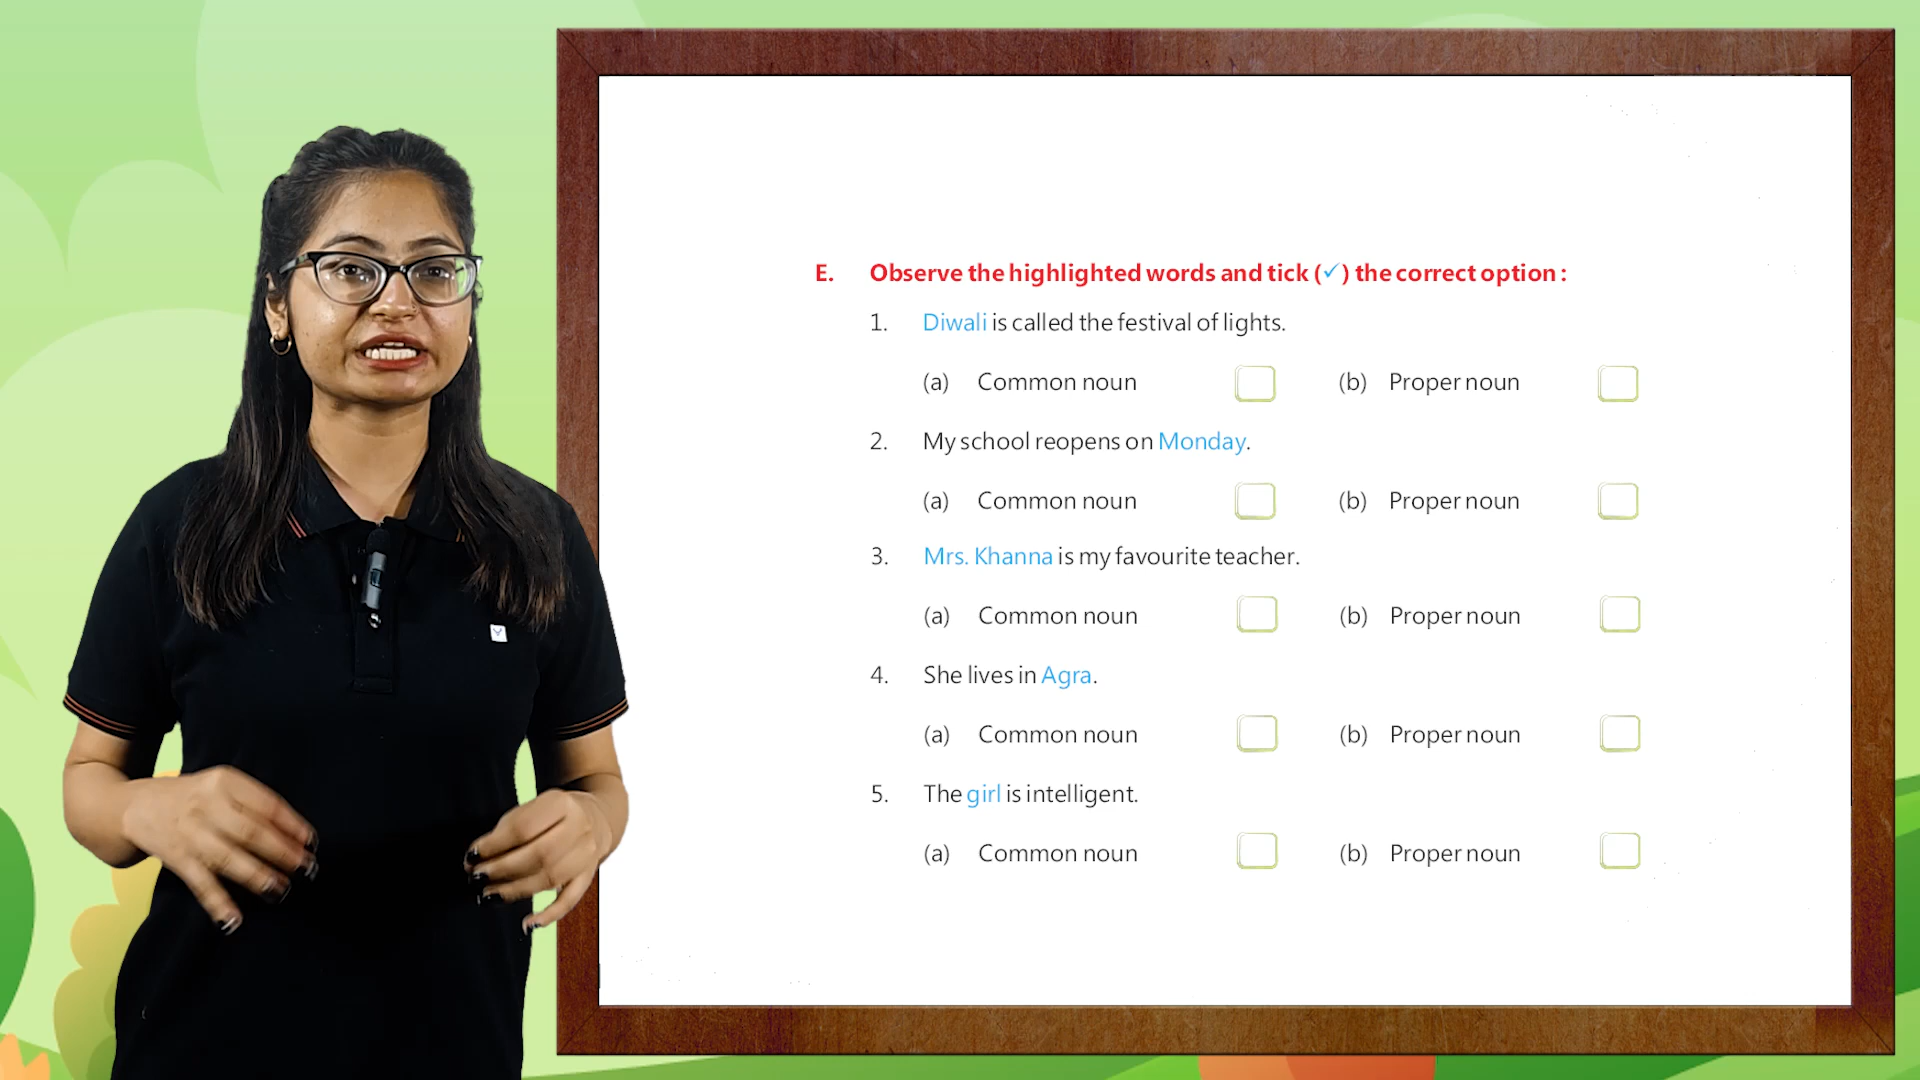 E. Observe the highlighted words and tick (✓) the correct option :
1. Diwali is called the festival of lights.
(a) Common noun (b) Proper noun
2. My school reopens on Monday.
(a) Common noun (b) Proper noun
3. Mrs. Khanna is my favourite teacher.
(a) Common noun (b) Proper noun
4. She lives in Agra.
(a) Common noun (b) Proper noun
5. The girl is intelligent.
(a) Common noun (b) Proper noun